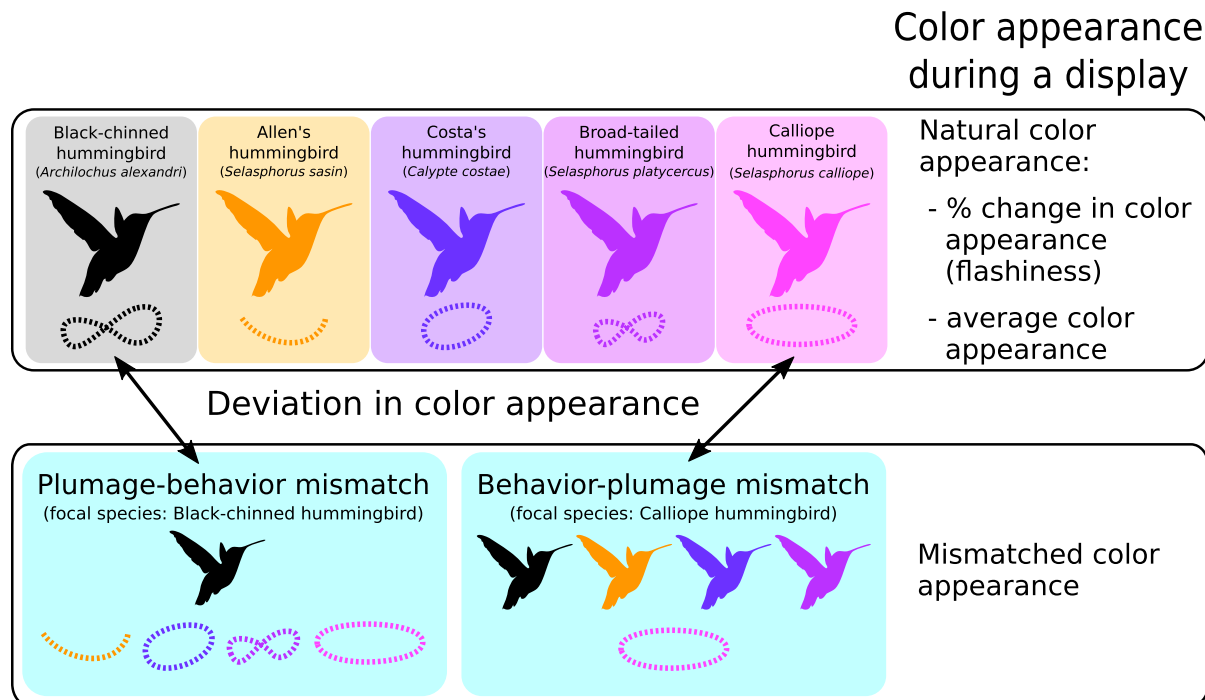 Color appearance
during a display
Black-chinned
hummingbird
(Archilochus alexandri)
Allen's
hummingbird
(Selasphorus sasin)
Costa's
hummingbird
(Calypte costae)
Broad-tailed
hummingbird
(Selasphorus platycercus)
Calliope
hummingbird
(Selasphorus calliope)
Natural color
appearance:
- % change in color
appearance
(flashiness)
- average color
appearance
Deviation in color appearance
Plumage-behavior mismatch
(focal species: Black-chinned hummingbird)
Behavior-plumage mismatch
(focal species: Calliope hummingbird)
Mismatched color
appearance